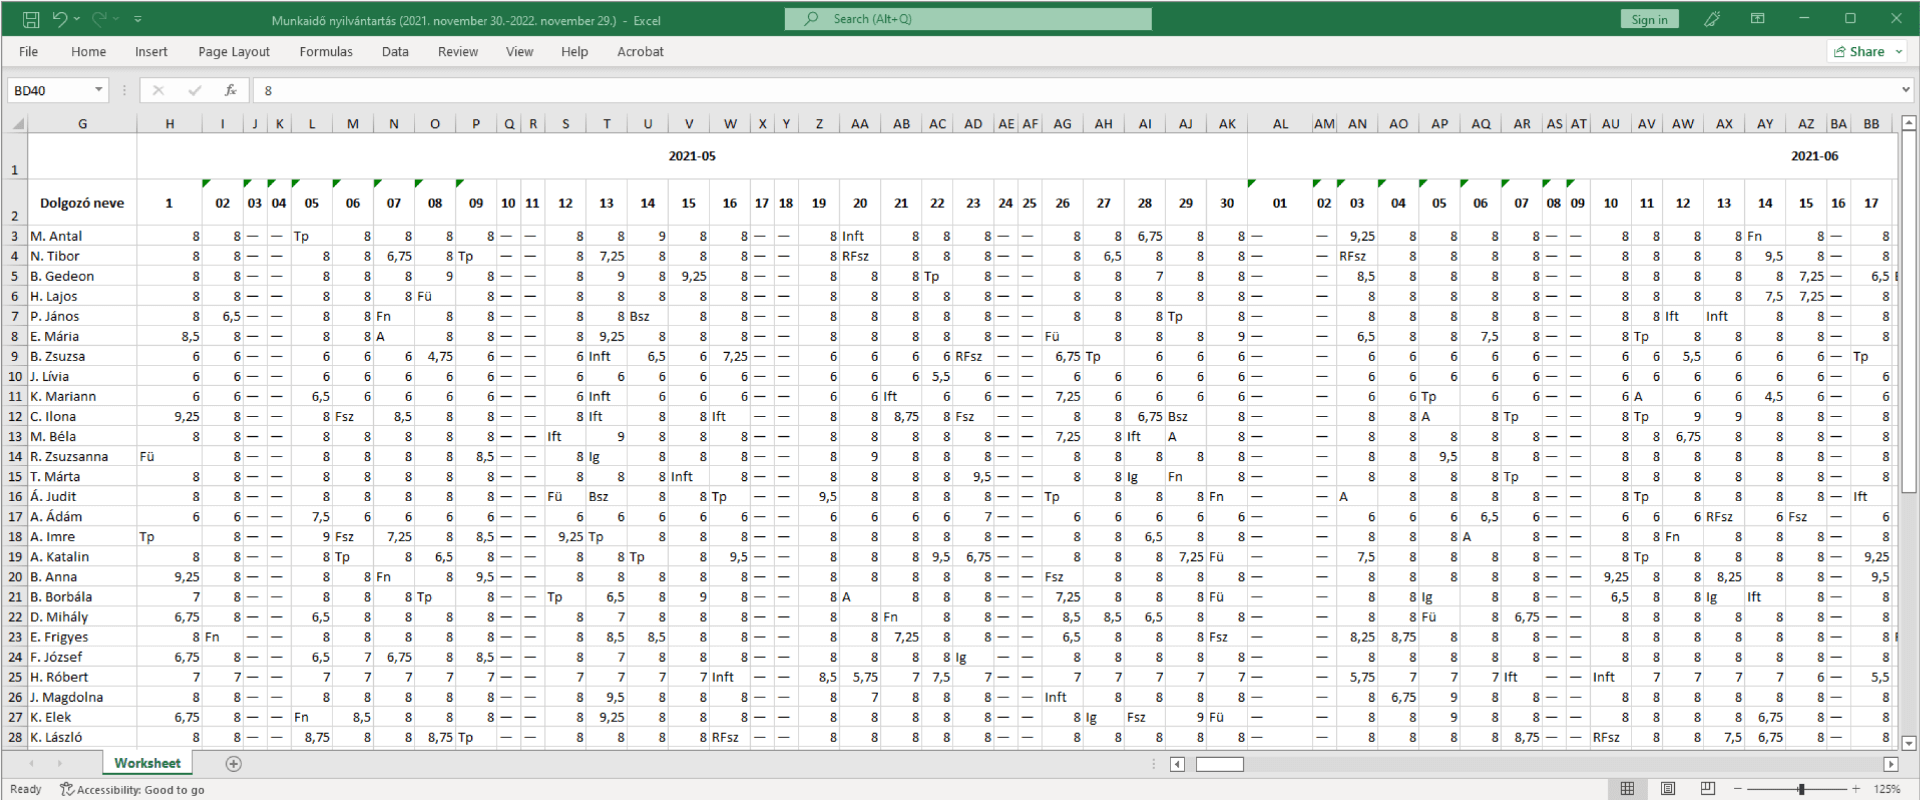 Munkaidő nyilvántartás (2021. november 30.-2022. november 29.) - Excel
Search (Alt+Q)
Sign in
File Home Insert Page Layout Formulas Data Review View Help Acrobat
Share
BD40 fx 8
G H I J K L M N O P Q R S T U V W X Y Z AA AB AC AD AE AF AG AH AI AJ AK AL AM AN AO AP AQ AR AS AT AU AV AW AX AY AZ BA BB
1 2021-05 2021-06
2 Dolgozó neve 1 02 03 04 05 06 07 08 09 10 11 12 13 14 15 16 17 18 19 20 21 22 23 24 25 26 27 28 29 30 01 02 03 04 05 06 07 08 09 10 11 12 13 14 15 16 17
3 M. Antal 8 8 — — Tp 8 8 8 8 — — 8 8 9 8 8 — — 8 Inft 8 8 8 — — 8 8 6,75 8 8 — — 9,25 8 8 8 8 — — 8 8 8 8 Fn 8 — 8
4 N. Tibor 8 8 — — 8 8 6,75 8 Tp — — 8 7,25 8 8 8 — — 8 RFsz 8 8 8 — — 8 6,5 8 8 8 — — RFsz 8 8 8 8 — — 8 8 8 8 9,5 8 — 8
5 B. Gedeon 8 8 — — 8 8 8 9 8 — — 8 9 8 9,25 8 — — 8 8 8 Tp 8 — — 8 8 7 8 8 — — 8,5 8 8 8 8 — — 8 8 8 8 8 7,25 — 6,5
6 H. Lajos 8 8 — — 8 8 8 Fü 8 — — 8 8 8 8 8 — — 8 8 8 8 8 — — 8 8 8 8 8 — — 8 8 8 8 8 — — 8 8 8 8 7,5 7,25 — 8
7 P. János 8 6,5 — — 8 8 Fn 8 8 — — 8 8 Bsz 8 8 — — 8 8 8 8 8 — — 8 8 8 Tp 8 — — 8 8 8 8 8 — — 8 8 Ift Inft 8 8 — 8
8 E. Mária 8,5 8 — — 8 8 A 8 8 — — 8 9,25 8 8 8 — — 8 8 8 8 8 — — Fü 8 8 8 9 — — 6,5 8 8 7,5 8 — — 8 Tp 8 8 8 8 — 8
9 B. Zsuzsa 6 6 — — 6 6 6 4,75 6 — — 6 Inft 6,5 6 7,25 — — 6 6 6 6 RFsz — — 6,75 Tp 6 6 6 — — 6 6 6 6 6 — — 6 6 5,5 6 6 6 — Tp
10 J. Lívia 6 6 — — 6 6 6 6 6 — — 6 6 6 6 6 — — 6 6 6 5,5 6 — — 6 6 6 6 6 — — 6 6 6 6 6 — — 6 6 6 6 6 6 — 6
11 K. Mariann 6 6 — — 6,5 6 6 6 6 — — 6 Inft 6 6 6 — — 6 6 Ift 6 6 — — 7,25 6 6 6 6 — — 6 6 Tp 6 6 — — 6 A 6 6 4,5 6 — 6
12 C. Ilona 9,25 8 — — 8 Fsz 8,5 8 8 — — 8 Ift 8 8 Ift — — 8 8 8,75 8 Fsz — — 8 8 6,75 Bsz 8 — — 8 8 A 8 Tp — — 8 Tp 9 9 8 8 — 8
13 M. Béla 8 8 — — 8 8 8 8 8 — — Ift 9 8 8 8 — — 8 8 8 8 8 — — 7,25 8 Ift A 8 — — 8 8 8 8 8 — — 8 8 6,75 8 8 8 — 8
14 R. Zsuzsanna Fü 8 — — 8 8 8 8 8,5 — — 8 Ig 8 8 8 — — 8 9 8 8 8 — — 8 8 8 8 8 — — 8 8 9,5 8 8 — — 8 8 8 8 8 8 — 8
15 T. Márta 8 8 — — 8 8 8 8 8 — — 8 8 8 Inft 8 — — 8 8 8 8 9,5 — — 8 8 Ig Fn 8 — — 8 8 8 8 Tp — — 8 8 8 8 8 8 — 8
16 Á. Judit 8 8 — — 8 8 8 8 8 — — Fü Bsz 8 8 Tp — — 9,5 8 8 8 8 — — Tp 8 8 8 Fn — — A 8 8 8 8 — — 8 Tp 8 8 8 8 — Ift
17 A. Ádám 6 6 — — 7,5 6 6 6 6 — — 6 6 6 6 6 — — 6 6 6 6 7 — — 6 6 6 6 6 — — 6 6 6 6,5 6 — — 6 6 RFsz 6 Fsz — 6
18 A. Imre Tp 8 — — 9 Fsz 7,25 8 8,5 — — 9,25 Tp 8 8 8 — — 8 8 8 8 8 — — 8 8 6,5 8 8 — — 8 8 8 A 8 — — 8 8 Fn 8 8 8 — 8
19 A. Katalin 8 8 — — 8 Tp 8 6,5 8 — — 8 8 Tp 8 9,5 — — 8 8 8 9,5 6,75 — — 8 8 8 7,25 Fü — — 7,5 8 8 8 8 — — 8 Tp 8 8 8 8 — 9,25
20 B. Anna 9,25 8 — — 8 8 Fn 8 9,5 — — 8 8 8 8 8 — — 8 8 8 8 8 — — Fsz 8 8 8 8 — — 8 8 8 8 8 — — 9,25 8 8 8,25 8 8 — 9,5
21 B. Borbála 7 8 — — 8 8 8 Tp 8 — — Tp 6,5 8 9 8 — — 8 A 8 8 8 — — 7,25 8 8 8 Fü — — 8 8 Ig 8 8 — — 6,5 8 8 Ig Ift 8 — 8
22 D. Mihály 6,75 8 — — 6,5 8 8 8 8 — — 8 7 8 8 8 — — 8 8 Fn 8 8 — — 8,5 8,5 6,5 8 8 — — 8 8 Fü 8 6,75 — — 8 8 8 8 8 8 — 8
23 E. Frigyes 8 Fn — — 8 8 8 8 8 — — 8 8,5 8,5 8 8 — — 8 8 7,25 8 8 — — 6,5 8 8 8 Fsz — — 8,25 8,75 8 8 8 — — 8 8 8 8 8 8 — 8
24 F. József 6,75 8 — — 6,5 7 6,75 8 8,5 — — 8 7 8 8 8 — — 8 8 8 8 Ig — — 8 8 8 8 8 — — 8 8 8 8 8 — — 8 8 8 8 8 8 — 8
25 H. Róbert 7 7 — — 7 7 7 7 7 — — 7 7 7 7 Inft — — 8,5 5,75 7 7,5 7 — — 7 7 7 7 7 — — 5,75 7 7 7 Ift — — Inft 7 7 7 7 6 — 5,5
26 J. Magdolna 8 8 — — 8 8 8 8 8 — — 8 9,5 8 8 8 — — 8 7 8 8 8 — — Inft 8 8 8 8 — — 8 6,75 9 8 8 — — 8 8 8 8 8 8 — 8
27 K. Elek 6,75 8 — — Fn 8,5 8 8 8 — — 8 9,25 8 8 8 — — 8 8 8 8 8 — — 8 Ig Fsz 9 Fü — — 8 8 9 8 8 — — 8 8 8 8 6,75 8 — 8
28 K. László 8 8 — — 8,75 8 8 8,75 Tp — — 8 8 8 8 RFsz — — 8 8 8 8 8 — — 8 8 8 8 8 — — 8 8 8 8 8,75 — — RFsz 8 8 7,5 6,75 8 — 8
Worksheet
Ready Accessibility: Good to go 125%